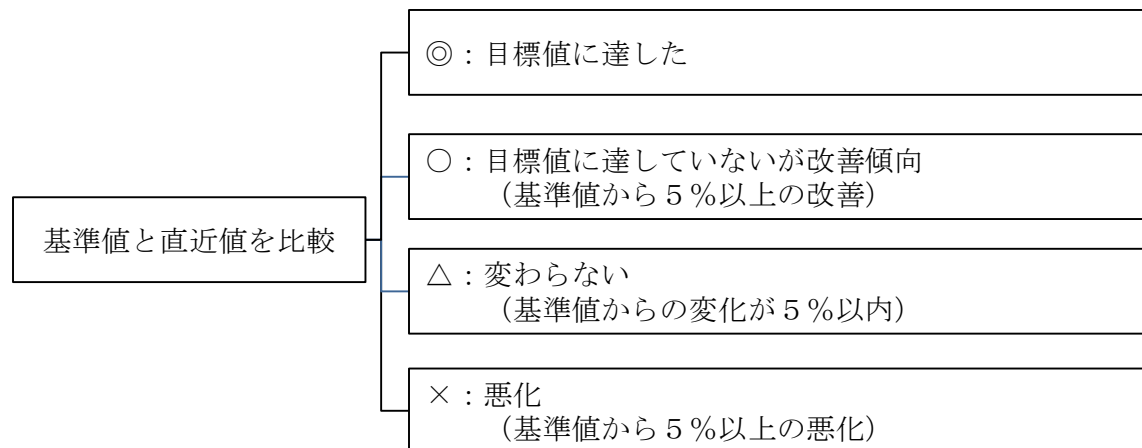 ◎：目標値に達した
○：目標値に達していないが改善傾向
（基準値から５％以上の改善）
基準値と直近値を比較
△：変わらない
（基準値からの変化が５％以内）
×：悪化
（基準値から５％以上の悪化）